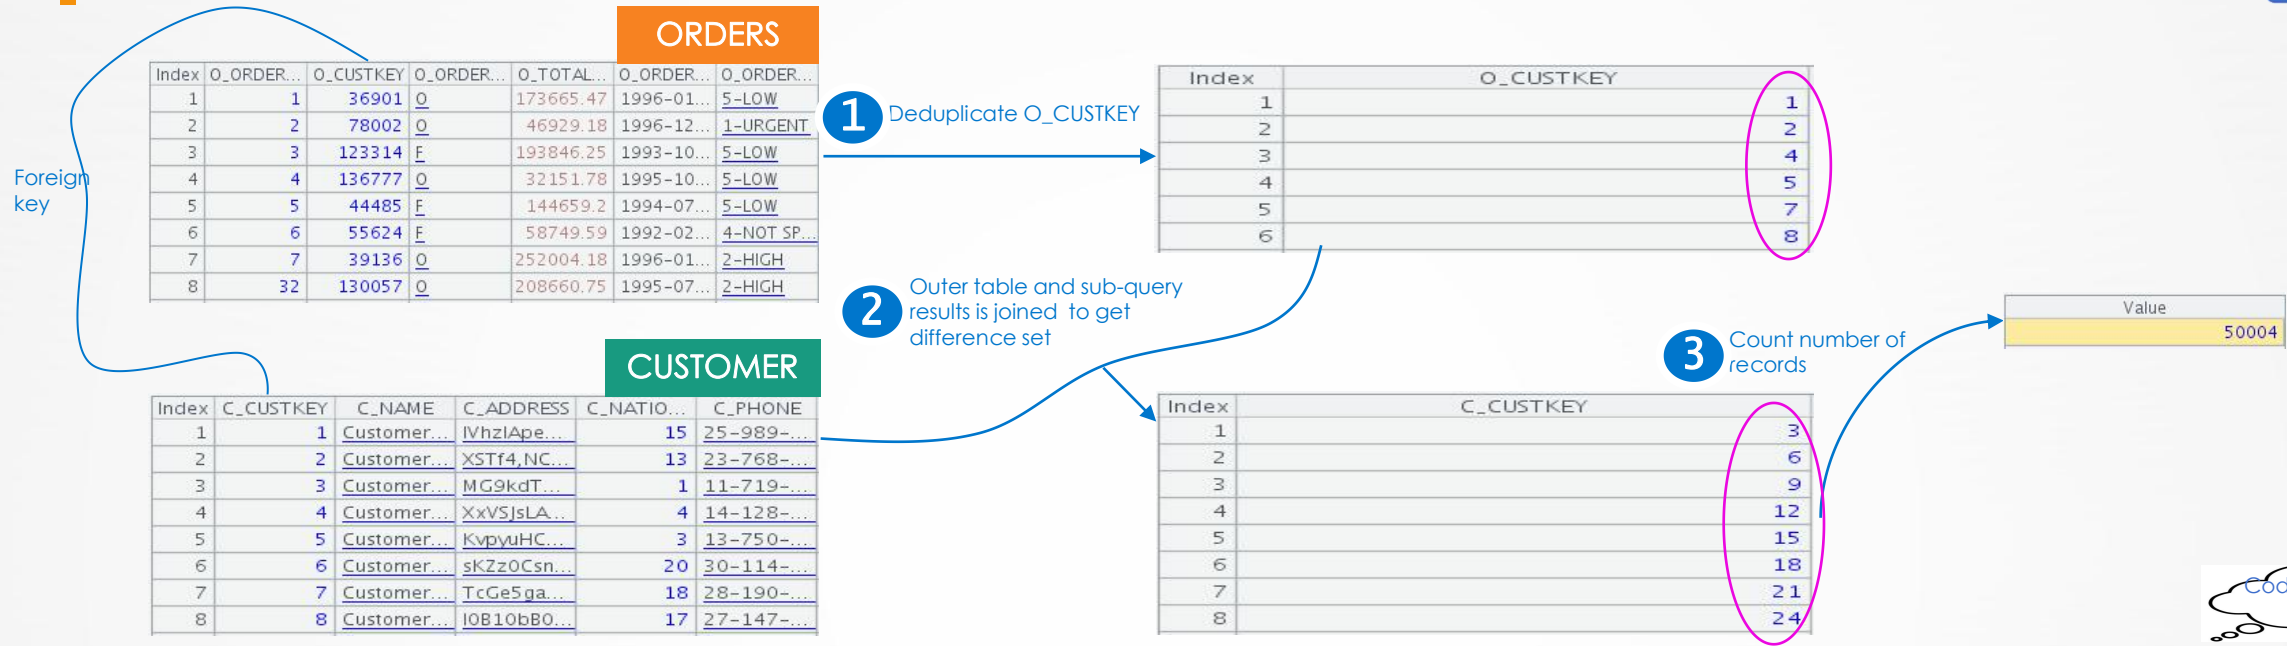 ORDERS
Index O_ORDER... O_CUSTKEY O_ORDER... O_TOTAL... O_ORDER... O_ORDER...
1 1 36901 O 173665.47 1996-01... 5-LOW
2 2 78002 O 46929.18 1996-12... 1-URGENT
3 3 123314 F 193846.25 1993-10... 5-LOW
4 4 136777 O 32151.78 1995-10... 5-LOW
5 5 44485 F 144659.2 1994-07... 5-LOW
6 6 55624 F 58749.59 1992-02... 4-NOT SP...
7 7 39136 O 252004.18 1996-01... 2-HIGH
8 32 130057 O 208660.75 1995-07... 2-HIGH
Foreign
key
1 Deduplicate O_CUSTKEY
Index O_CUSTKEY
1 1
2 2
3 4
4 5
5 7
6 8
2 Outer table and sub-query
results is joined to get
difference set
CUSTOMER
Index C_CUSTKEY C_NAME C_ADDRESS C_NATIO... C_PHONE
1 1 Customer... IVhzIApe... 15 25-989-...
2 2 Customer... XSTf4,NC... 13 23-768-...
3 3 Customer... MG9kdT... 1 11-719-...
4 4 Customer... XxVSJsLA... 4 14-128-...
5 5 Customer... KvpyuHC... 3 13-750-...
6 6 Customer... sKZz0Csn... 20 30-114-...
7 7 Customer... TcGe5ga... 18 28-190-...
8 8 Customer... I0B10bB0... 17 27-147-...
Index C_CUSTKEY
1 3
2 6
3 9
4 12
5 15
6 18
7 21
8 24
3 Count number of
records
Value
50004